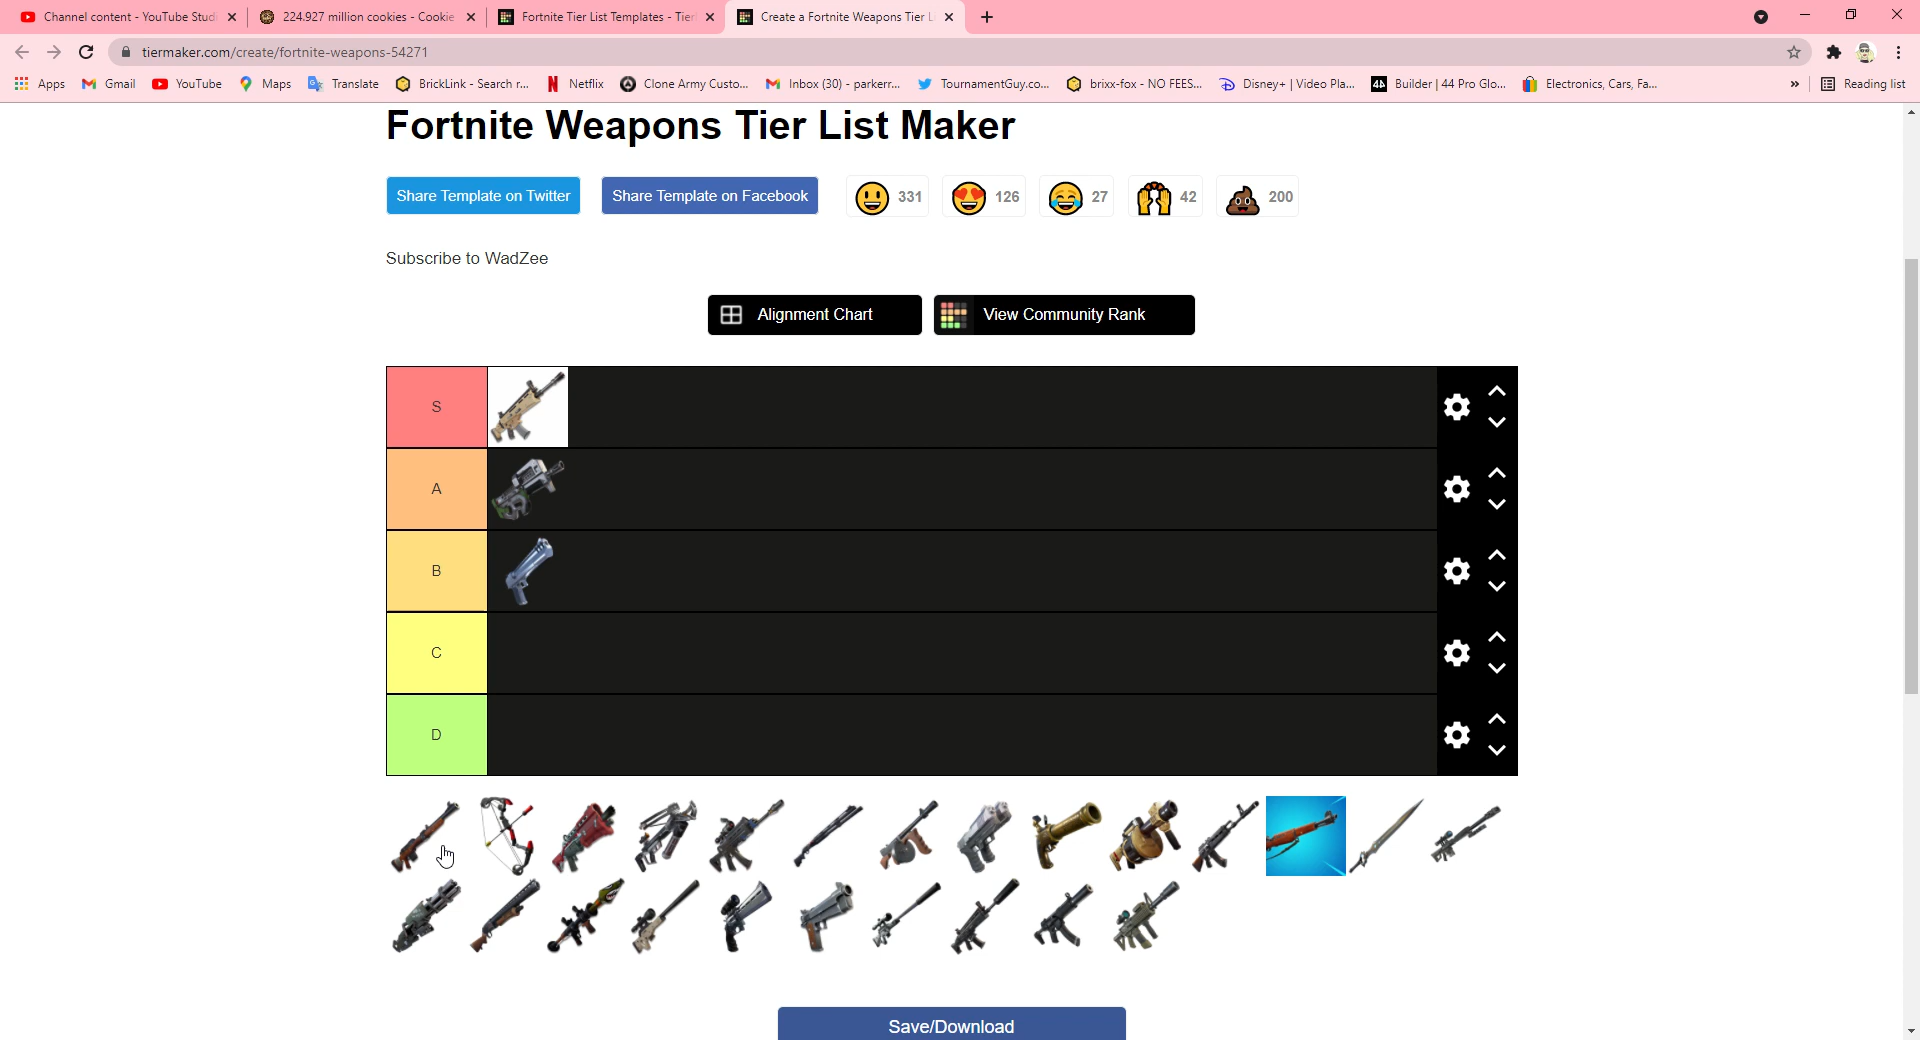 Channel content - YouTube Studi
224.927 million cookies - Cookie
Fortnite Tier List Templates - Tier
Create a Fortnite Weapons Tier L
tiermaker.com/create/fortnite-weapons-54271
Apps
Gmail
YouTube
Maps
Translate
BrickLink - Search r...
Netflix
Clone Army Custo...
Inbox (30) - parkerr...
TournamentGuy.co...
brixx-fox - NO FEES...
Disney+ | Video Pla...
Builder | 44 Pro Glo...
Electronics, Cars, Fa...
»
Reading list
Fortnite Weapons Tier List Maker
Share Template on Twitter
Share Template on Facebook
331
126
27
42
200
Subscribe to WadZee
Alignment Chart
View Community Rank
S
A
B
C
D
Save/Download